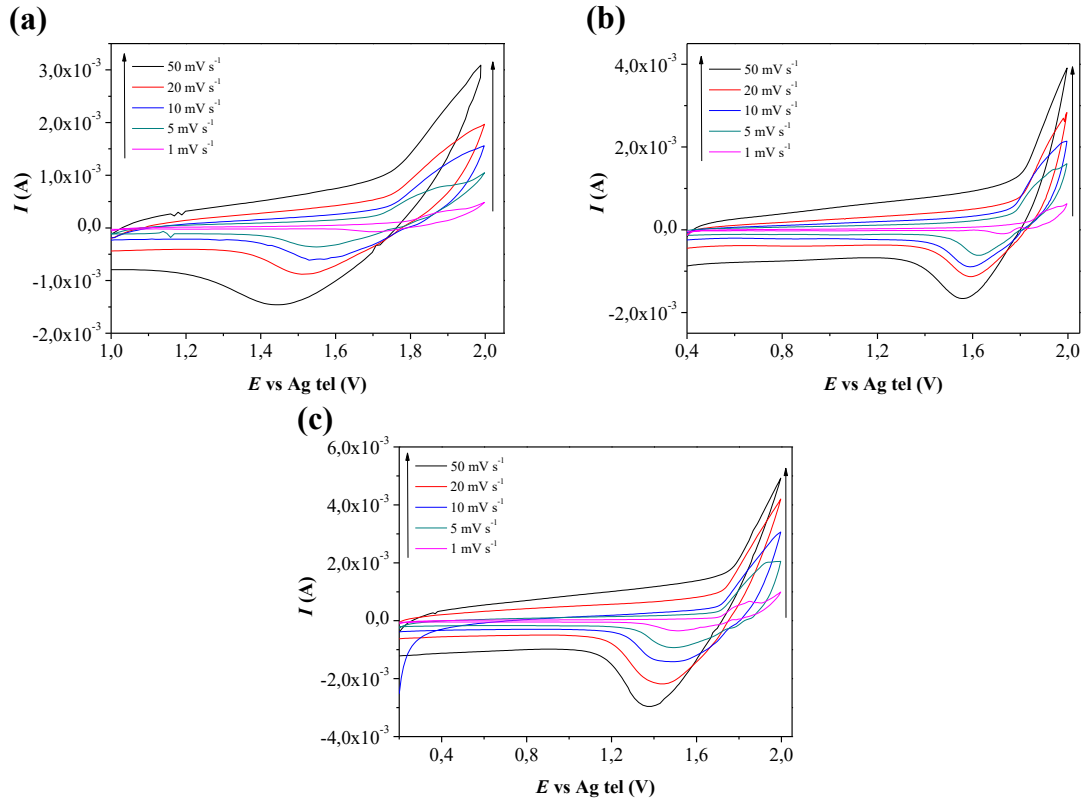 (a)
3,0x10⁻³
2,0x10⁻³
1,0x10⁻³
0,0
-1,0x10⁻³
-2,0x10⁻³
I (A)
50 mV s⁻¹
20 mV s⁻¹
10 mV s⁻¹
5 mV s⁻¹
1 mV s⁻¹
1,0 1,2 1,4 1,6 1,8 2,0
E vs Ag tel (V)
(b)
4,0x10⁻³
2,0x10⁻³
0,0
-2,0x10⁻³
I (A)
50 mV s⁻¹
20 mV s⁻¹
10 mV s⁻¹
5 mV s⁻¹
1 mV s⁻¹
0,4 0,8 1,2 1,6 2,0
E vs Ag tel (V)
(c)
6,0x10⁻³
4,0x10⁻³
2,0x10⁻³
0,0
-2,0x10⁻³
-4,0x10⁻³
I (A)
50 mV s⁻¹
20 mV s⁻¹
10 mV s⁻¹
5 mV s⁻¹
1 mV s⁻¹
0,4 0,8 1,2 1,6 2,0
E vs Ag tel (V)